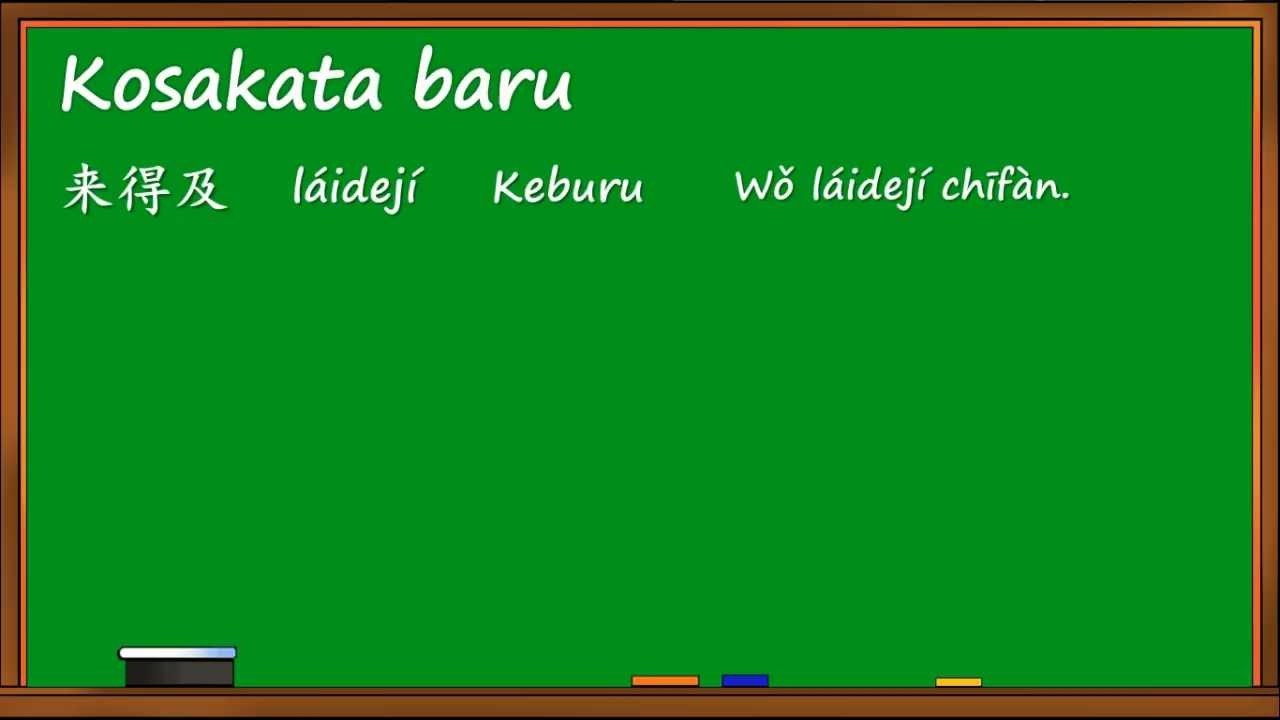 Kosakata baru
来得及 láidejí Keburu Wǒ láidejí chīfàn.